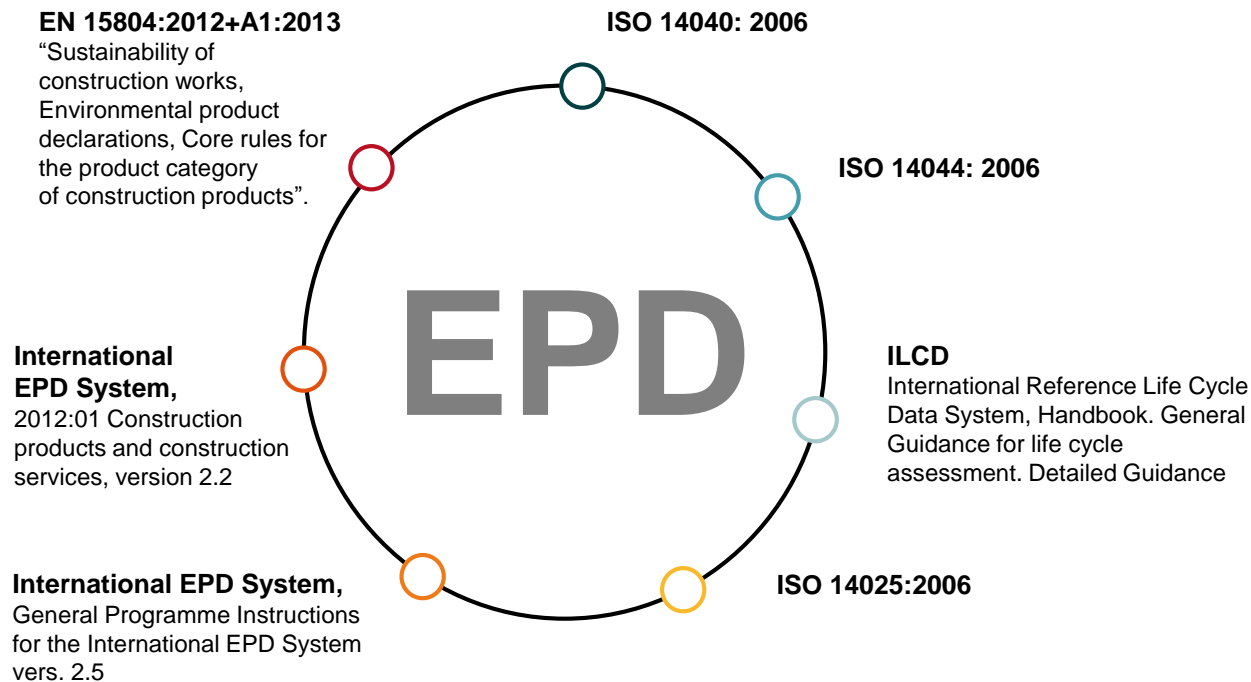 EN 15804:2012+A1:2013
“Sustainability of
construction works,
Environmental product
declarations, Core rules for
the product category
of construction products”.
ISO 14040: 2006
ISO 14044: 2006
EPD
International
EPD System,
2012:01 Construction
products and construction
services, version 2.2
ILCD
International Reference Life Cycle
Data System, Handbook. General
Guidance for life cycle
assessment. Detailed Guidance
International EPD System,
General Programme Instructions
for the International EPD System
vers. 2.5
ISO 14025:2006